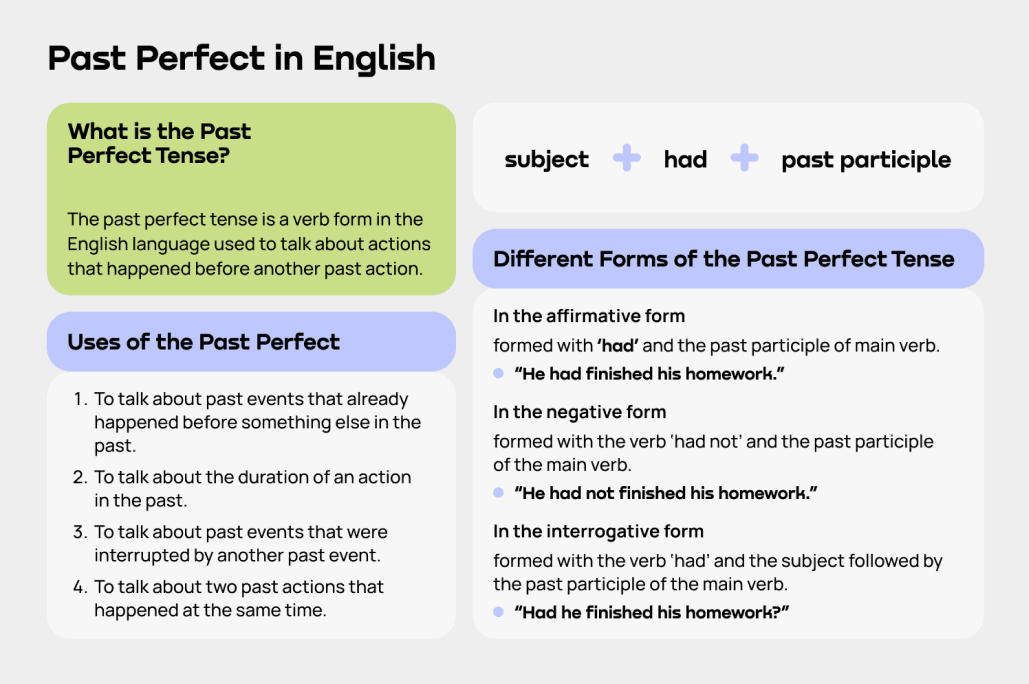 Past Perfect in English
What is the Past
Perfect Tense?
The past perfect tense is a verb form in the
English language used to talk about actions
that happened before another past action.
Uses of the Past Perfect
1. To talk about past events that already
happened before something else in the
past.
2. To talk about the duration of an action
in the past.
3. To talk about past events that were
interrupted by another past event.
4. To talk about two past actions that
happened at the same time.
subject + had + past participle
Different Forms of the Past Perfect Tense
In the affirmative form
formed with ‘had’ and the past participle of main verb.
“He had finished his homework.”
In the negative form
formed with the verb ‘had not’ and the past participle
of the main verb.
“He had not finished his homework.”
In the interrogative form
formed with the verb ‘had’ and the subject followed by
the past participle of the main verb.
“Had he finished his homework?”